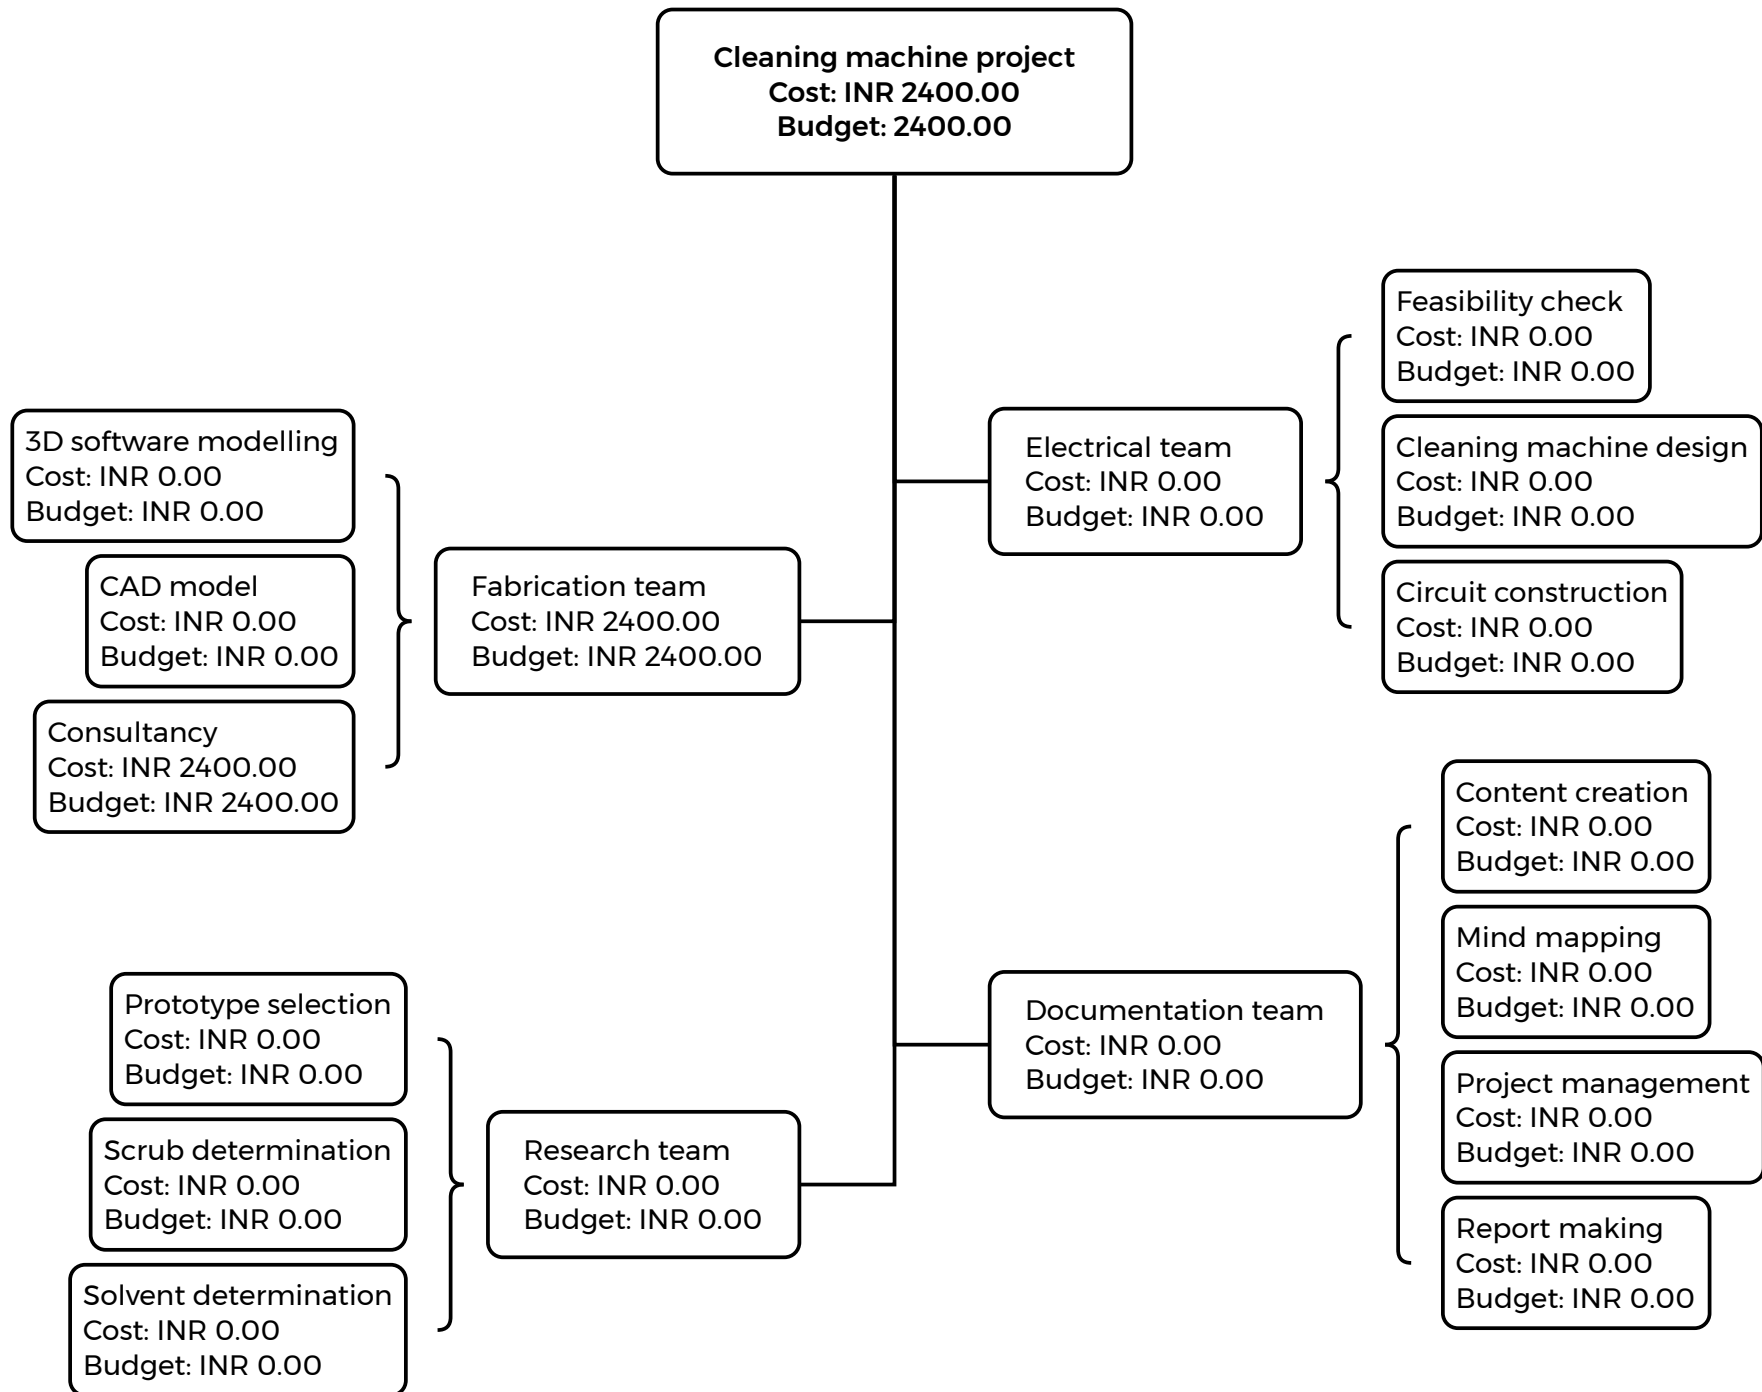 Cleaning machine project
Cost: INR 2400.00
Budget: 2400.00
Feasibility check
Cost: INR 0.00
Budget: INR 0.00
Electrical team
Cost: INR 0.00
Budget: INR 0.00
Cleaning machine design
Cost: INR 0.00
Budget: INR 0.00
Circuit construction
Cost: INR 0.00
Budget: INR 0.00
3D software modelling
Cost: INR 0.00
Budget: INR 0.00
CAD model
Cost: INR 0.00
Budget: INR 0.00
Consultancy
Cost: INR 2400.00
Budget: INR 2400.00
Fabrication team
Cost: INR 2400.00
Budget: INR 2400.00
Content creation
Cost: INR 0.00
Budget: INR 0.00
Mind mapping
Cost: INR 0.00
Budget: INR 0.00
Documentation team
Cost: INR 0.00
Budget: INR 0.00
Project management
Cost: INR 0.00
Budget: INR 0.00
Report making
Cost: INR 0.00
Budget: INR 0.00
Prototype selection
Cost: INR 0.00
Budget: INR 0.00
Scrub determination
Cost: INR 0.00
Budget: INR 0.00
Solvent determination
Cost: INR 0.00
Budget: INR 0.00
Research team
Cost: INR 0.00
Budget: INR 0.00